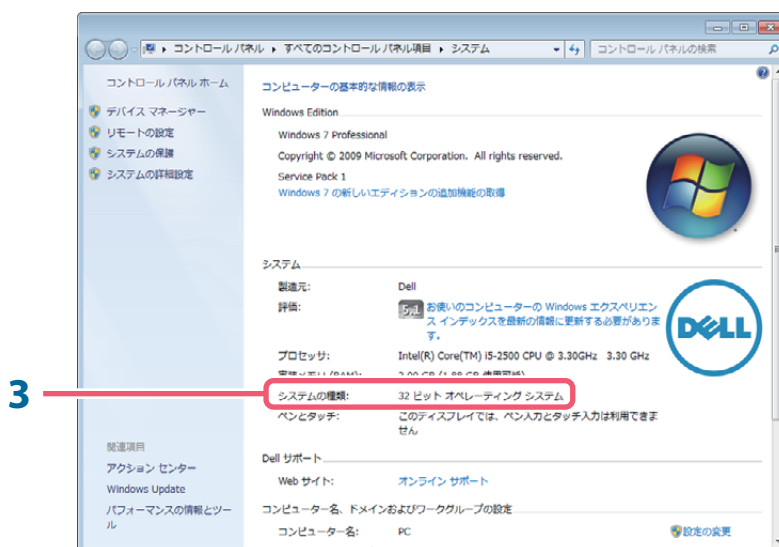 コントロール パネル ▸ すべてのコントロール パネル項目 ▸ システム
コントロール パネルの検索
コントロール パネル ホーム
デバイス マネージャー
リモートの設定
システムの保護
システムの詳細設定
コンピューターの基本的な情報の表示
Windows Edition
Windows 7 Professional
Copyright © 2009 Microsoft Corporation. All rights reserved.
Service Pack 1
Windows 7 の新しいエディションの追加機能の取得
システム
製造元: Dell
評価: 5.1 お使いのコンピューターの Windows エクスペリエン
ス インデックスを最新の情報に更新する必要がありま
す。
DELL
プロセッサ: Intel(R) Core(TM) i5-2500 CPU @ 3.30GHz 3.30 GHz
実装メモリ (RAM): 2.00 GB (1.88 GB 使用可能)
3
システムの種類: 32 ビット オペレーティング システム
ペンとタッチ: このディスプレイでは、ペン入力とタッチ入力は利用できま
せん
関連項目
アクション センター
Windows Update
パフォーマンスの情報とツー
ル
Dell サポート
Web サイト: オンライン サポート
コンピューター名、ドメインおよびワークグループの設定
コンピューター名: PC
設定の変更